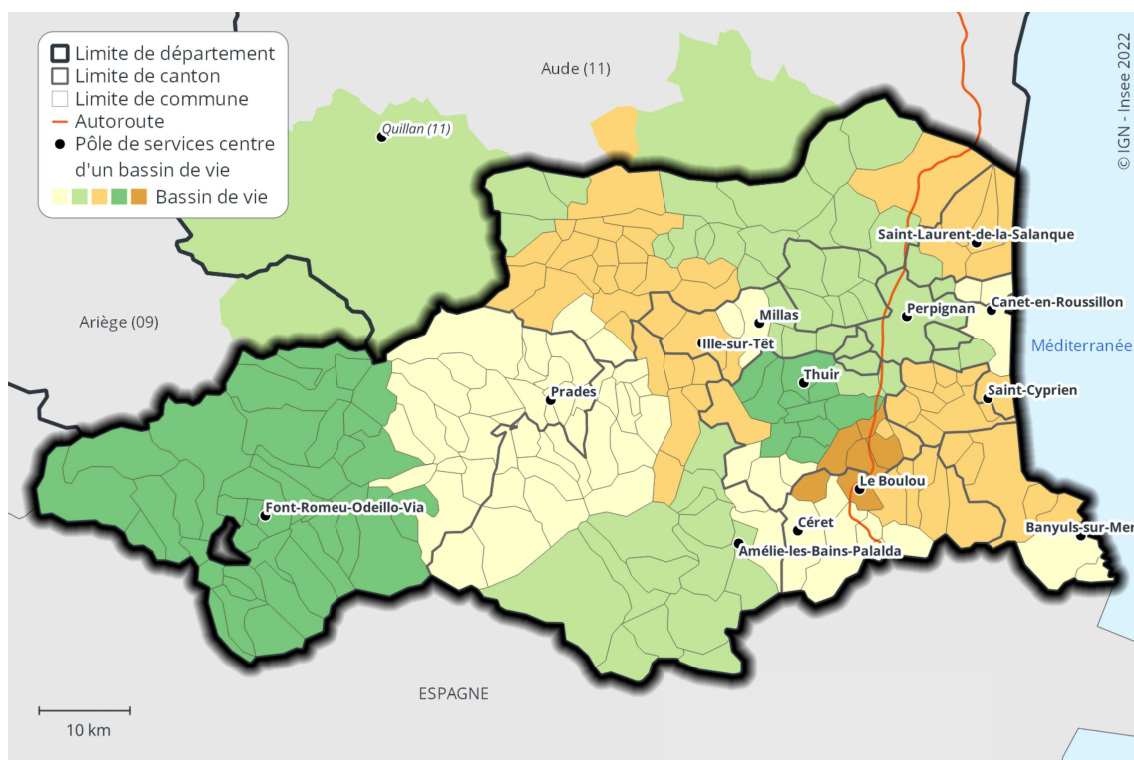 Limite de département
Limite de canton
Limite de commune
Autoroute
Pôle de services centre
d'un bassin de vie
Bassin de vie
Aude (11)
© IGN - Insee 2022
Quillan (11)
Saint-Laurent-de-la-Salanque
Canet-en-Roussillon
Perpignan
Millas
Ariège (09)
Ille-sur-Têt
Méditerranée
Thuir
Prades
Saint-Cyprien
Le Boulou
Font-Romeu-Odeillo-Via
Céret
Banyuls-sur-Mer
Amélie-les-Bains-Palalda
ESPAGNE
10 km